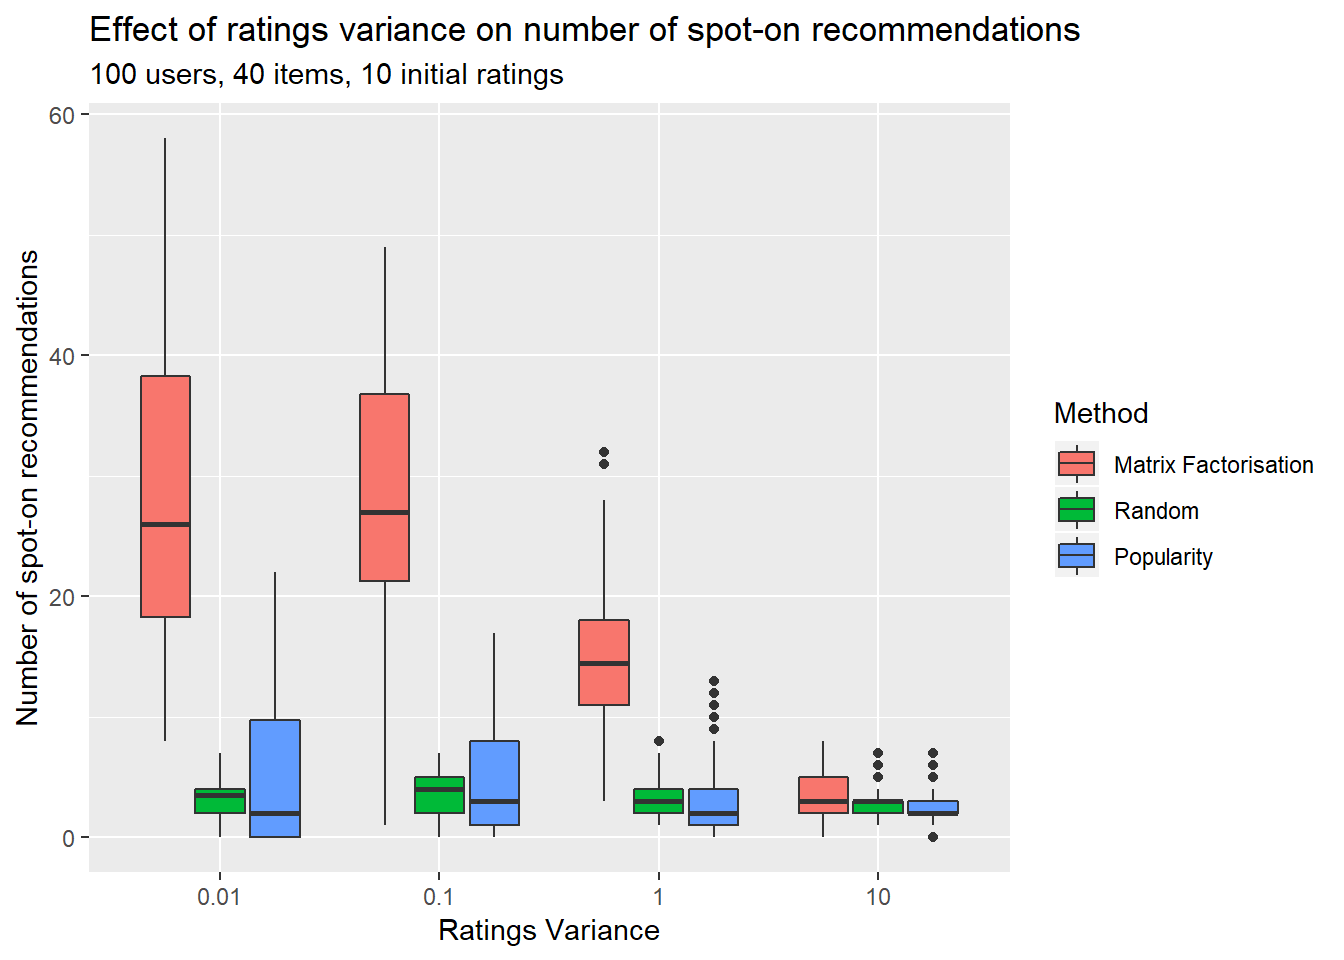 Effect of ratings variance on number of spot-on recommendations
100 users, 40 items, 10 initial ratings
Number of spot-on recommendations
60
40
20
0
0.01
0.1
1
10
Ratings Variance
Method
Matrix Factorisation
Random
Popularity